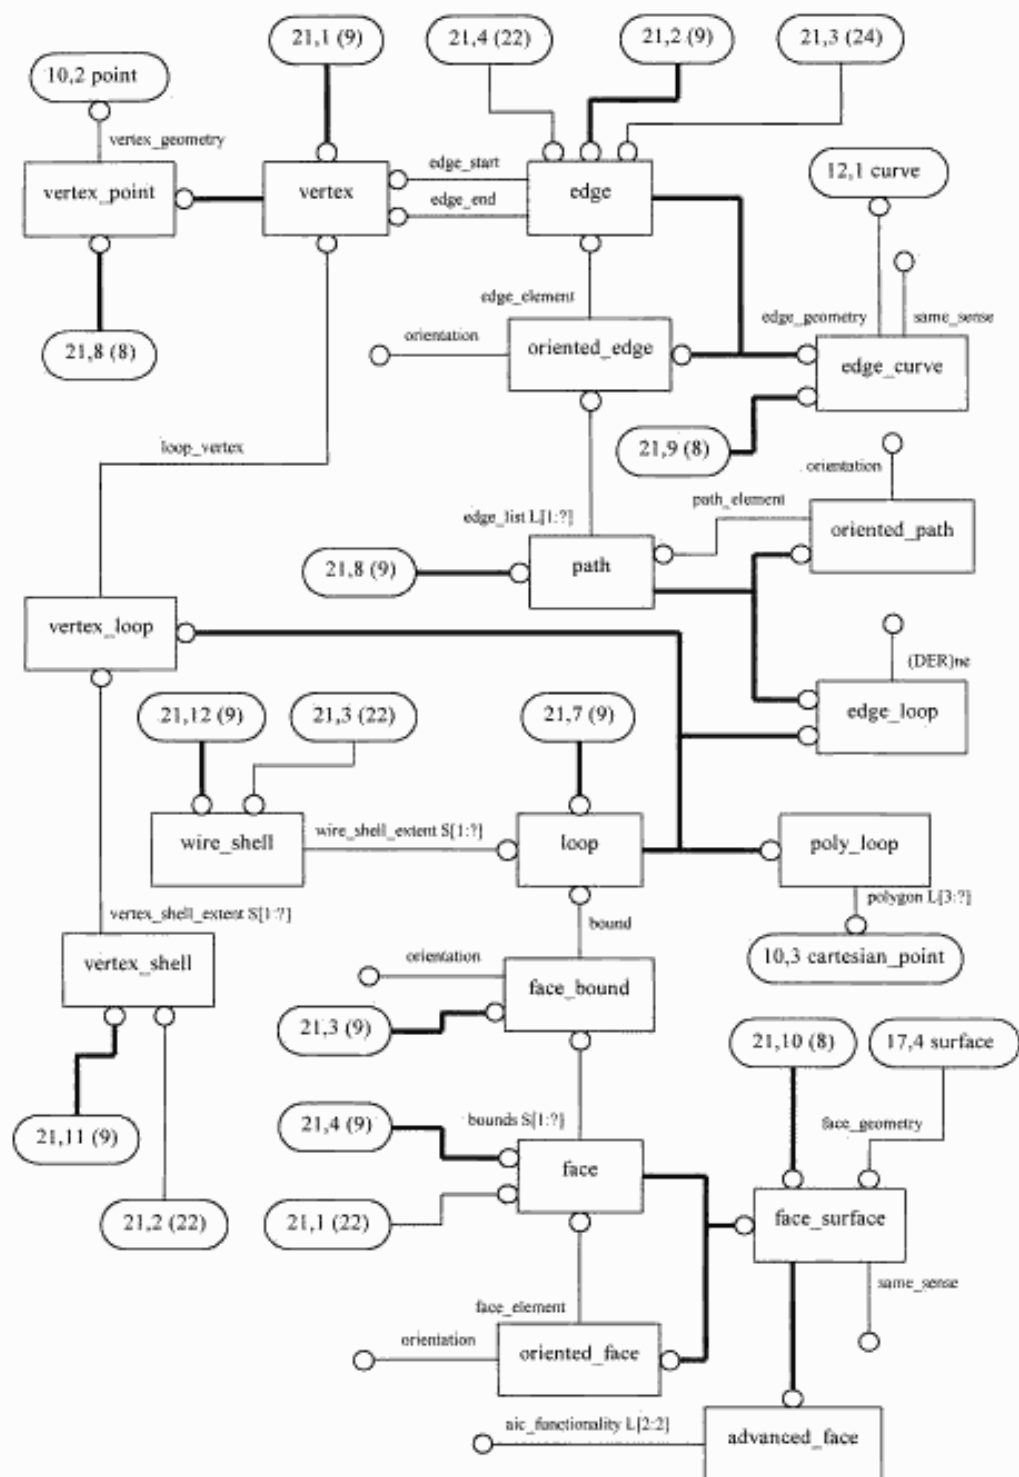 21,1 (9)
21,4 (22)
21,2 (9)
21,3 (24)
10,2 point
vertex_geometry
vertex_point
vertex
edge_start
edge_end
edge
12,1 curve
21,8 (8)
edge_element
orientation
oriented_edge
edge_geometry
same_sense
edge_curve
21,9 (8)
loop_vertex
orientation
path_element
oriented_path
edge_list L[1:?]
21,8 (9)
path
vertex_loop
(DER)ne
edge_loop
21,12 (9)
21,3 (22)
21,7 (9)
wire_shell
wire_shell_extent S[1:?]
loop
poly_loop
polygon L[3:?]
vertex_shell_extent S[1:?]
bound
10,3 cartesian_point
vertex_shell
orientation
face_bound
21,3 (9)
21,10 (8)
17,4 surface
21,11 (9)
21,4 (9)
bounds S[1:?]
face_geometry
face
21,2 (22)
21,1 (22)
face_surface
same_sense
face_element
orientation
oriented_face
aic_functionality L[2:2]
advanced_face